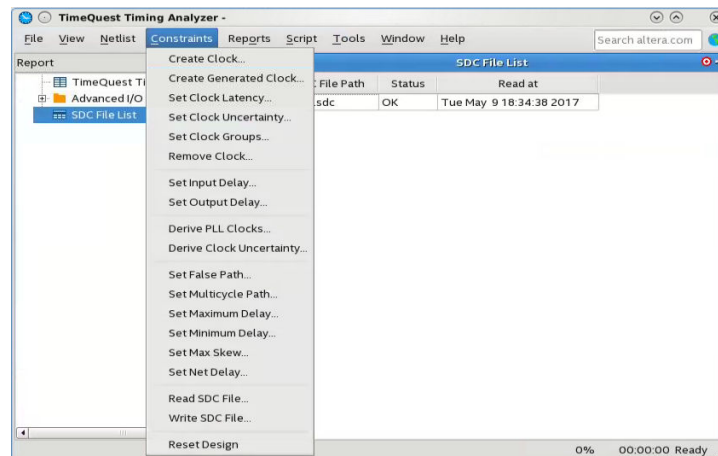 TimeQuest Timing Analyzer -
File View Netlist Constraints Reports Script Tools Window Help
Search altera.com
Report
TimeQuest Ti
Advanced I/O
SDC File List
Create Clock...
Create Generated Clock...
Set Clock Latency...
Set Clock Uncertainty...
Set Clock Groups...
Remove Clock...
Set Input Delay...
Set Output Delay...
Derive PLL Clocks...
Derive Clock Uncertainty...
Set False Path...
Set Multicycle Path...
Set Maximum Delay...
Set Minimum Delay...
Set Max Skew...
Set Net Delay...
Read SDC File...
Write SDC File...
Reset Design
SDC File List
File Path Status Read at
.sdc OK Tue May 9 18:34:38 2017
0% 00:00:00 Ready